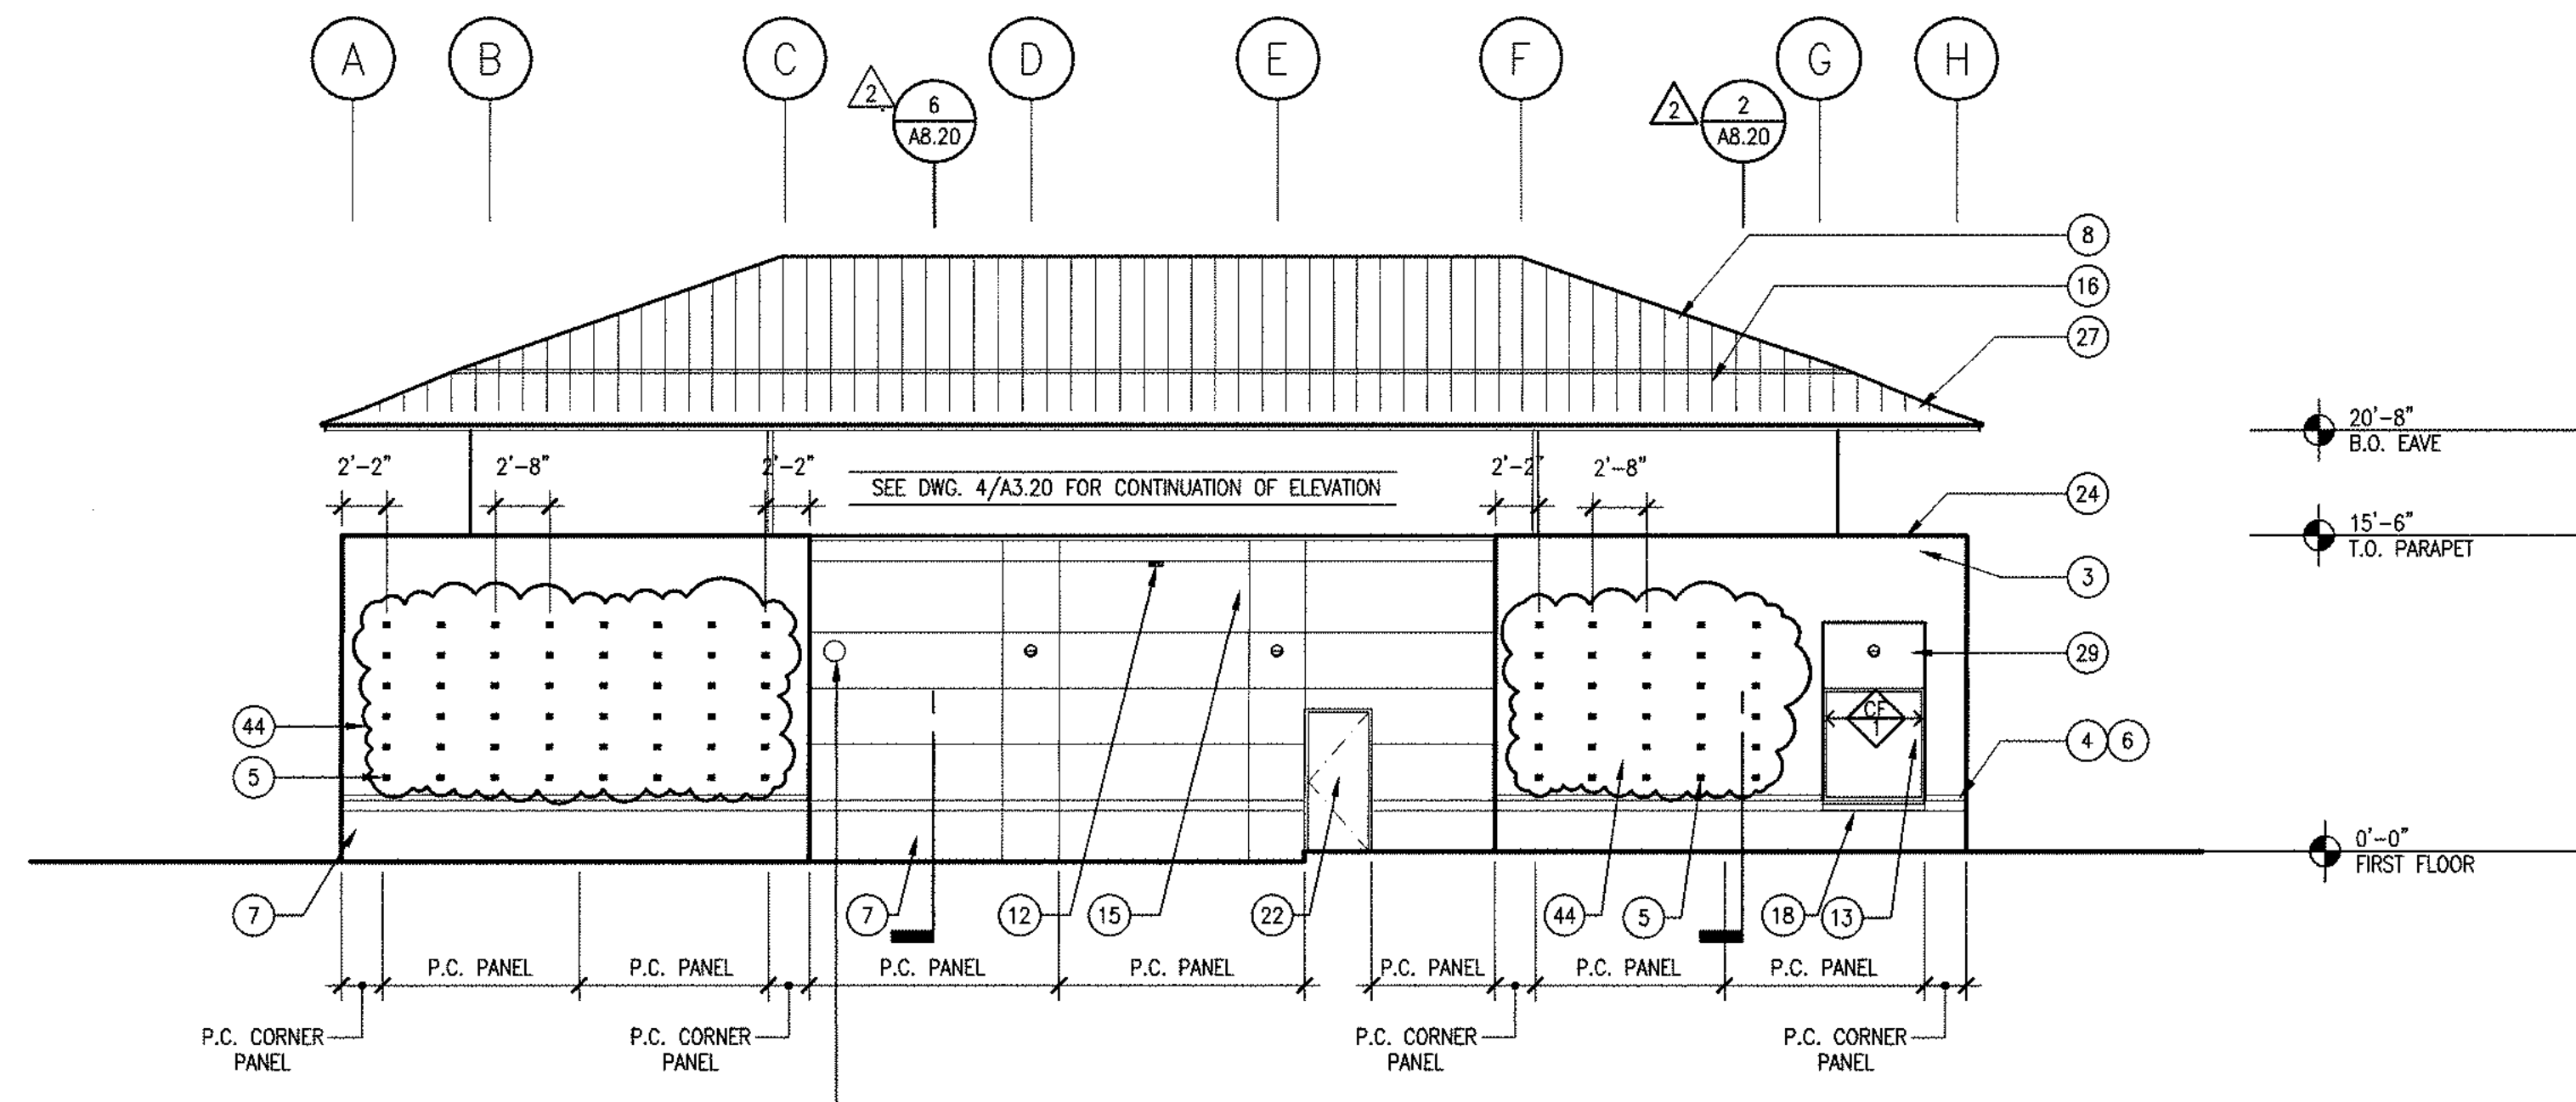 A B C D E F G H
2 6
A8.20
2 2
A8.20
8
16
27
20'-8"
B.O. EAVE
2'-2" 2'-8" 2'-2" 2'-2" 2'-8"
SEE DWG. 4/A3.20 FOR CONTINUATION OF ELEVATION
24
15'-6"
T.O. PARAPET
3
29
CF
1
44
4 6
5
0'-0"
FIRST FLOOR
7 7 12 15 22 44 5 18 13
P.C. PANEL P.C. PANEL P.C. PANEL P.C. PANEL P.C. PANEL P.C. PANEL P.C. PANEL
P.C. CORNER
PANEL
P.C. CORNER
PANEL
P.C. CORNER
PANEL
P.C. CORNER
PANEL